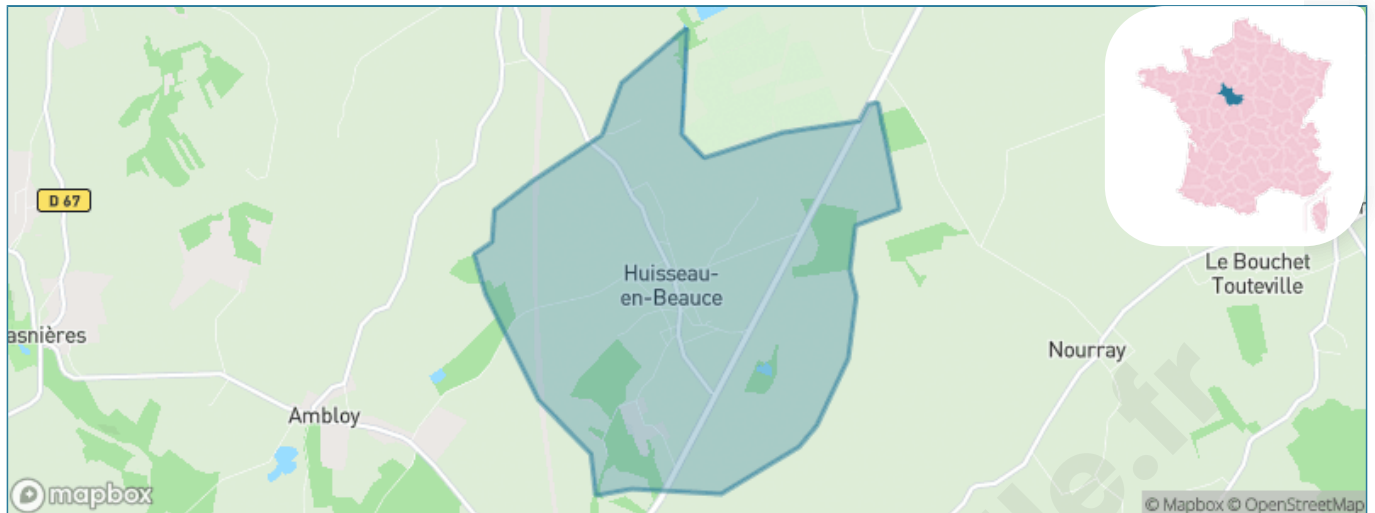 D 67
Huisseau-
en-Beauce
Le Bouchet
Touteville
asnières
Nourray
Ambloy
mapbox
© Mapbox © OpenStreetMap